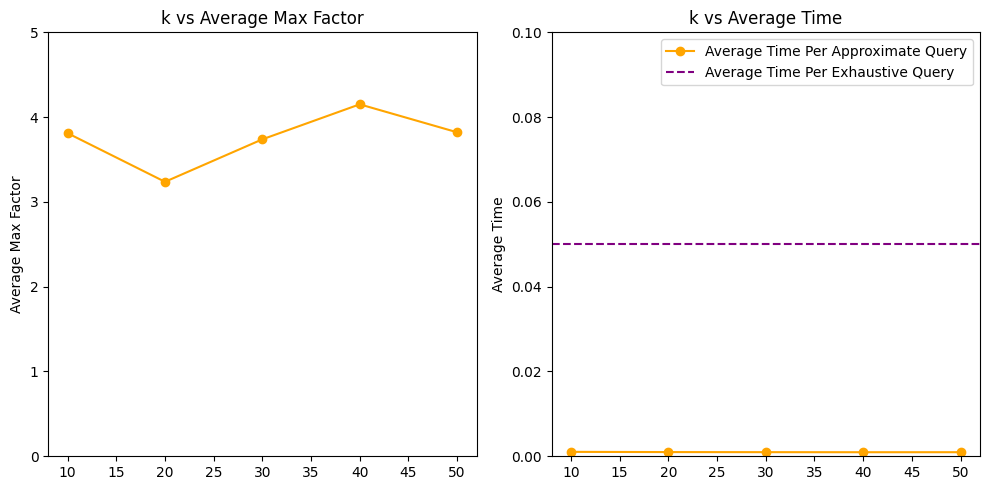 k vs Average Max Factor
5
4
3
2
1
0
Average Max Factor
10 15 20 25 30 35 40 45 50
k vs Average Time
0.10
0.08
0.06
0.04
0.02
0.00
Average Time
Average Time Per Approximate Query
Average Time Per Exhaustive Query
10 15 20 25 30 35 40 45 50